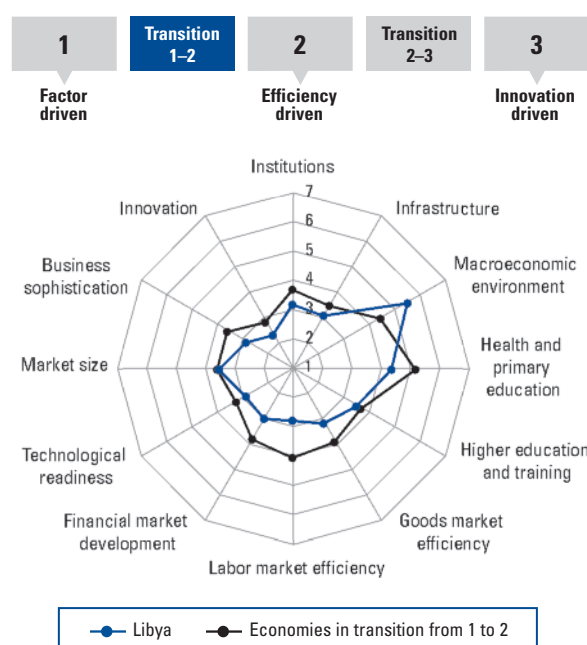 1
Transition
1–2
2
Transition
2–3
3
Factor
driven
Efficiency
driven
Innovation
driven
Institutions
7
6
5
4
3
2
1
Infrastructure
Macroeconomic
environment
Health and
primary
education
Higher education
and training
Goods market
efficiency
Labor market efficiency
Financial market
development
Technological
readiness
Market size
Business
sophistication
Innovation
Libya
Economies in transition from 1 to 2